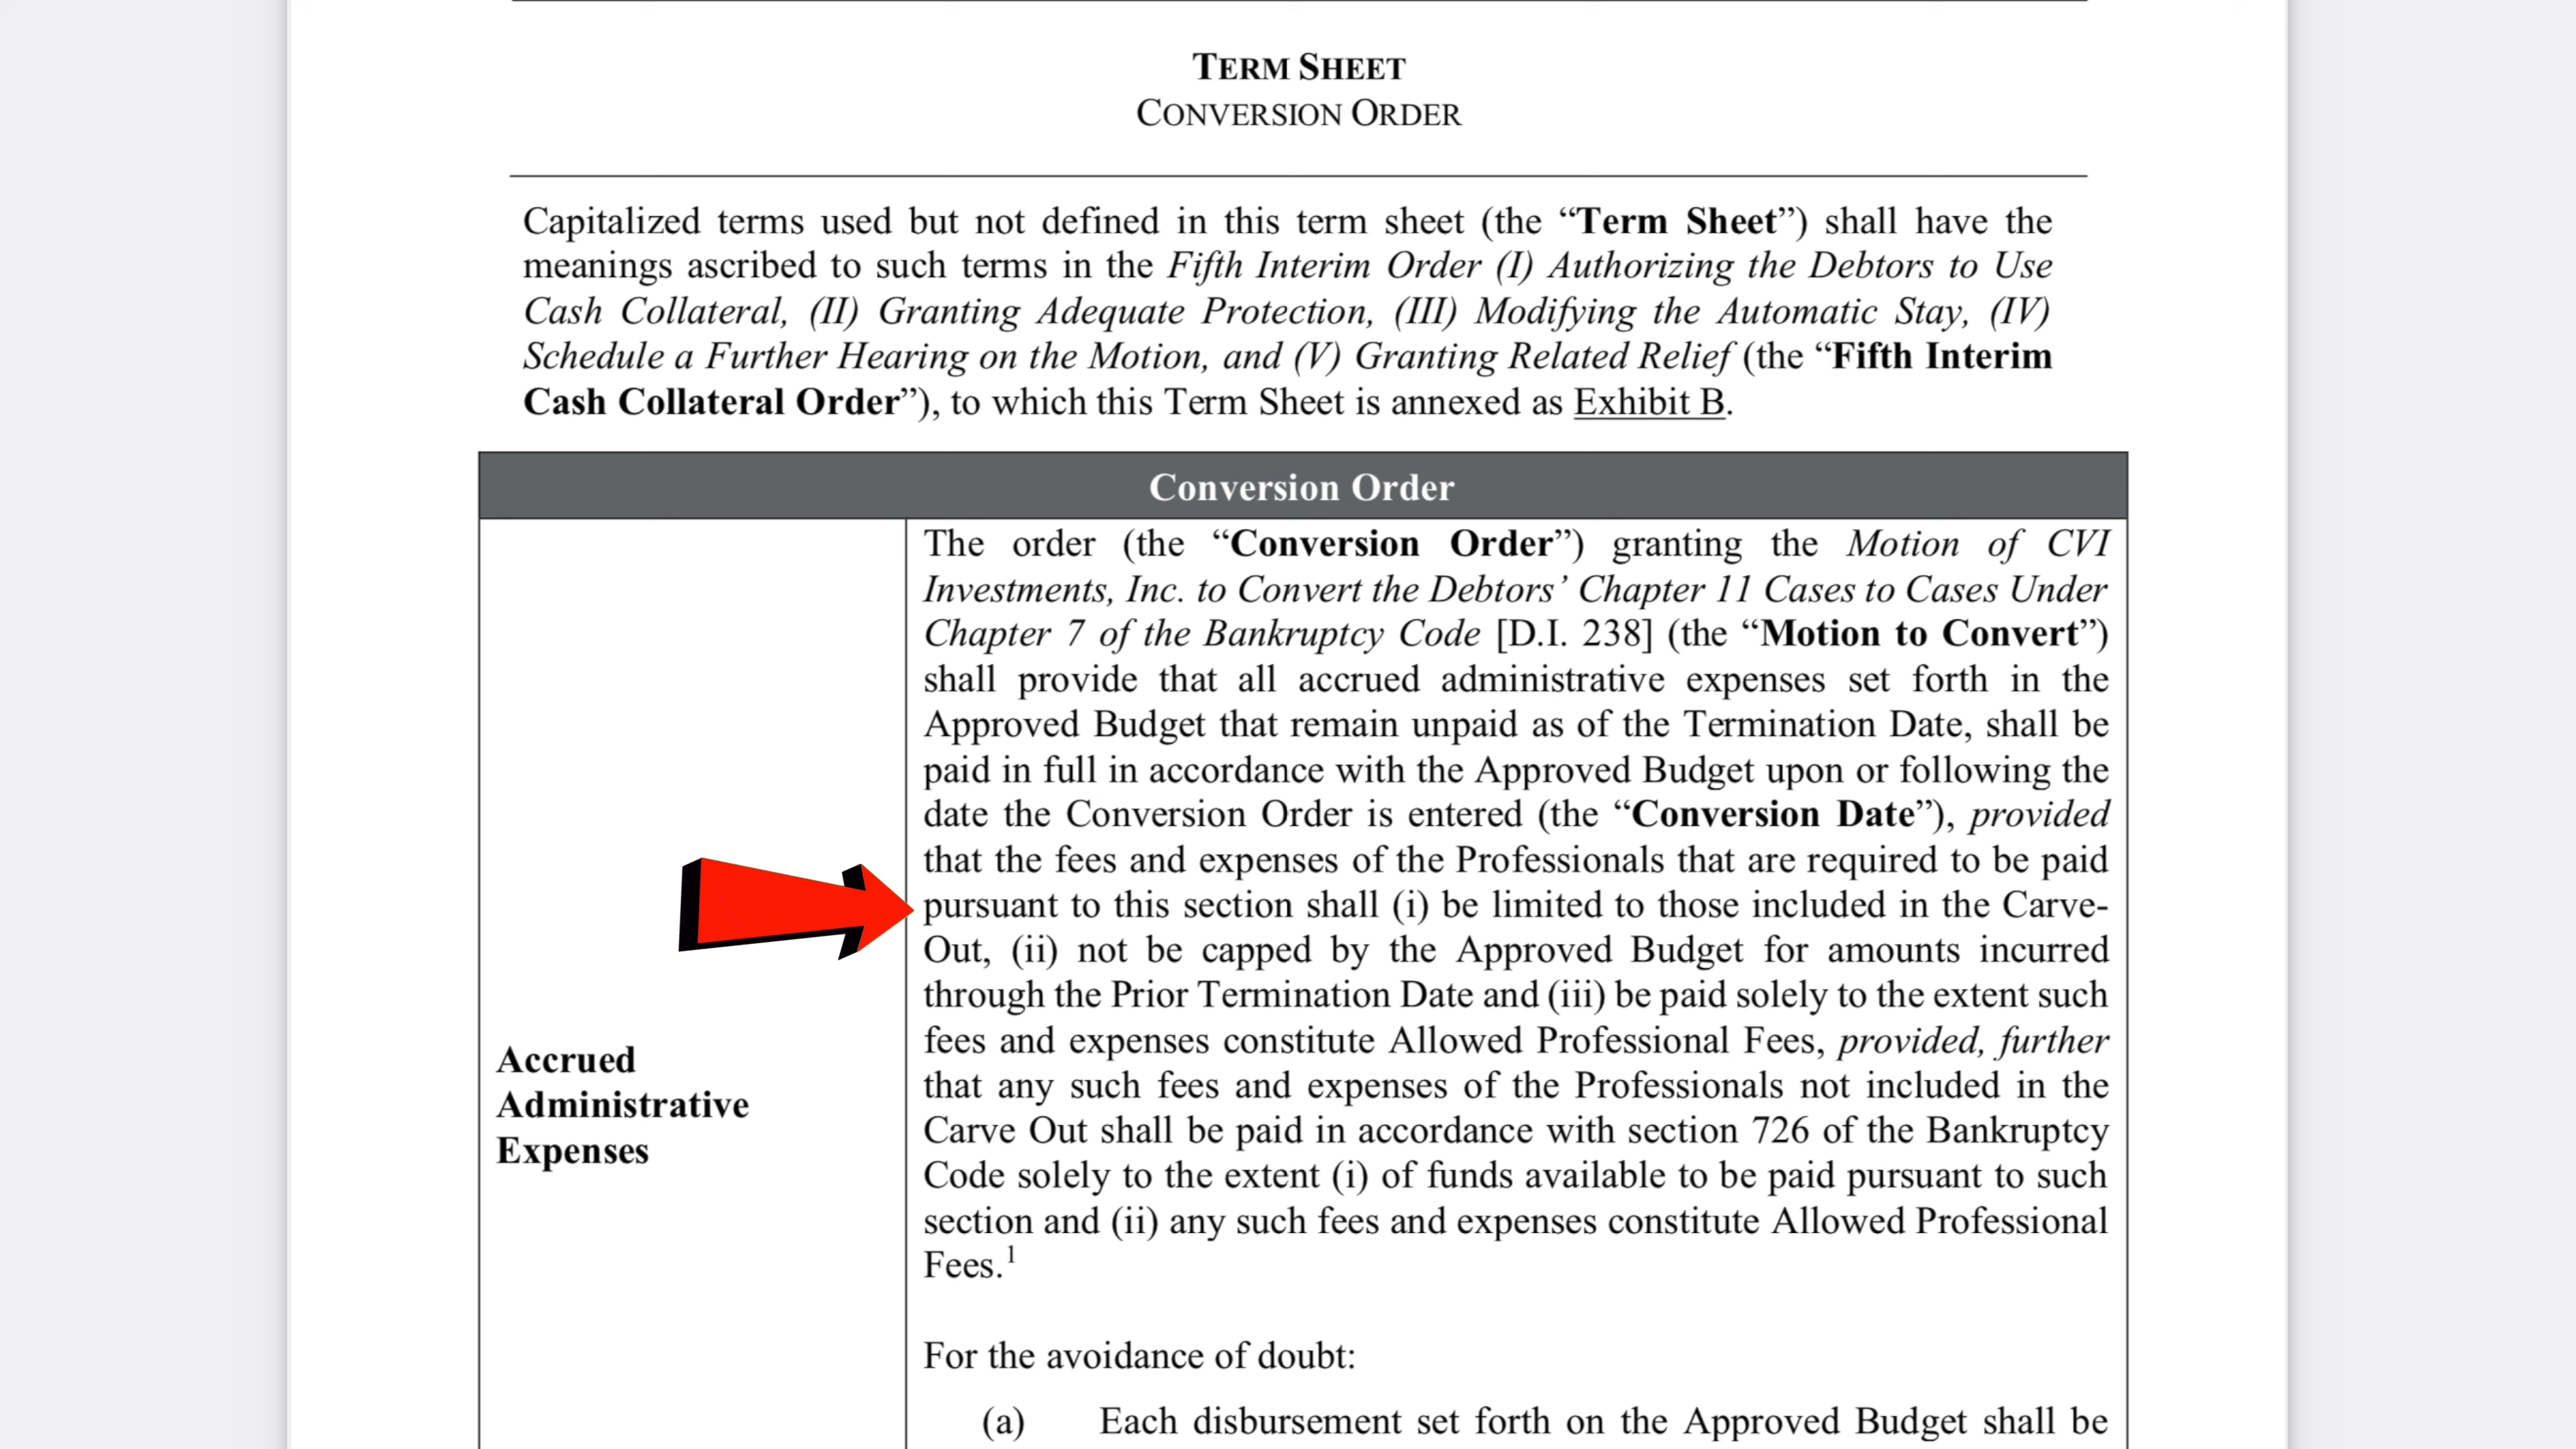 TERM SHEET
CONVERSION ORDER
Capitalized terms used but not defined in this term sheet (the “Term Sheet”) shall have the
meanings ascribed to such terms in the Fifth Interim Order (I) Authorizing the Debtors to Use
Cash Collateral, (II) Granting Adequate Protection, (III) Modifying the Automatic Stay, (IV)
Schedule a Further Hearing on the Motion, and (V) Granting Related Relief (the “Fifth Interim
Cash Collateral Order”), to which this Term Sheet is annexed as Exhibit B.
Conversion Order
Accrued
Administrative
Expenses
The order (the “Conversion Order”) granting the Motion of CVI
Investments, Inc. to Convert the Debtors’ Chapter 11 Cases to Cases Under
Chapter 7 of the Bankruptcy Code [D.I. 238] (the “Motion to Convert”)
shall provide that all accrued administrative expenses set forth in the
Approved Budget that remain unpaid as of the Termination Date, shall be
paid in full in accordance with the Approved Budget upon or following the
date the Conversion Order is entered (the “Conversion Date”), provided
that the fees and expenses of the Professionals that are required to be paid
pursuant to this section shall (i) be limited to those included in the Carve-
Out, (ii) not be capped by the Approved Budget for amounts incurred
through the Prior Termination Date and (iii) be paid solely to the extent such
fees and expenses constitute Allowed Professional Fees, provided, further
that any such fees and expenses of the Professionals not included in the
Carve Out shall be paid in accordance with section 726 of the Bankruptcy
Code solely to the extent (i) of funds available to be paid pursuant to such
section and (ii) any such fees and expenses constitute Allowed Professional
Fees.1
For the avoidance of doubt:
(a) Each disbursement set forth on the Approved Budget shall be